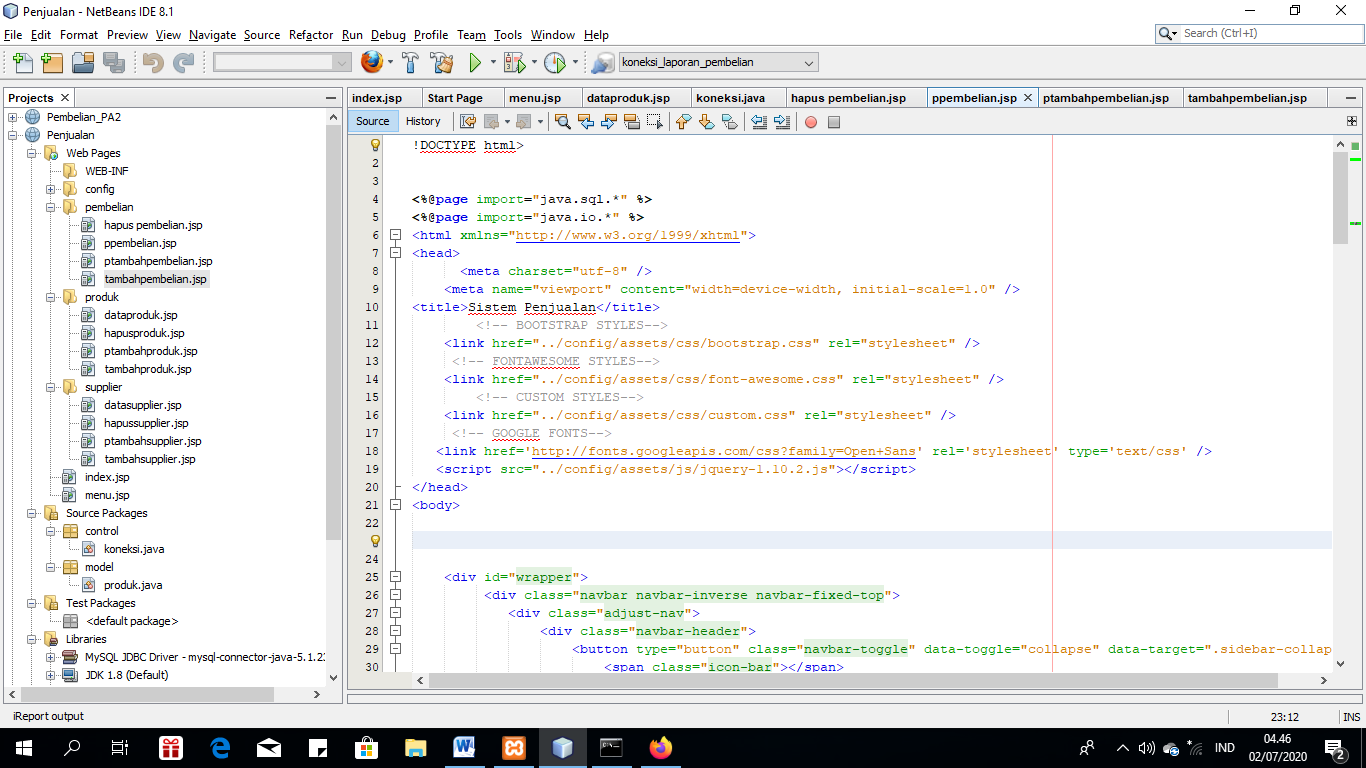 Penjualan - NetBeans IDE 8.1
File Edit Format Preview View Navigate Source Refactor Run Debug Profile Team Tools Window Help
Search (Ctrl+I)
koneksi_laporan_pembelian
Projects
Pembelian_PA2
Penjualan
Web Pages
WEB-INF
config
pembelian
hapus pembelian.jsp
ppembelian.jsp
ptambahpembelian.jsp
tambahpembelian.jsp
produk
dataproduk.jsp
hapusproduk.jsp
ptambahproduk.jsp
tambahproduk.jsp
supplier
datasupplier.jsp
hapussupplier.jsp
ptambahsupplier.jsp
tambahsupplier.jsp
index.jsp
menu.jsp
Source Packages
control
koneksi.java
model
produk.java
Test Packages
<default package>
Libraries
MySQL JDBC Driver - mysql-connector-java-5.1.23
JDK 1.8 (Default)
index.jsp Start Page menu.jsp dataproduk.jsp koneksi.java hapus pembelian.jsp ppembelian.jsp ptambahpembelian.jsp tambahpembelian.jsp
Source History
!DOCTYPE html>
2
3
4 <%@page import="java.sql.*" %>
5 <%@page import="java.io.*" %>
6 <html xmlns="http://www.w3.org/1999/xhtml">
7 <head>
8 <meta charset="utf-8" />
9 <meta name="viewport" content="width=device-width, initial-scale=1.0" />
10 <title>Sistem Penjualan</title>
11 <!-- BOOTSTRAP STYLES-->
12 <link href="../config/assets/css/bootstrap.css" rel="stylesheet" />
13 <!-- FONTAWESOME STYLES-->
14 <link href="../config/assets/css/font-awesome.css" rel="stylesheet" />
15 <!-- CUSTOM STYLES-->
16 <link href="../config/assets/css/custom.css" rel="stylesheet" />
17 <!-- GOOGLE FONTS-->
18 <link href='http://fonts.googleapis.com/css?family=Open+Sans' rel='stylesheet' type='text/css' />
19 <script src="../config/assets/js/jquery-1.10.2.js"></script>
20 </head>
21 <body>
22
24
25 <div id="wrapper">
26 <div class="navbar navbar-inverse navbar-fixed-top">
27 <div class="adjust-nav">
28 <div class="navbar-header">
29 <button type="button" class="navbar-toggle" data-toggle="collapse" data-target=".sidebar-collap
30 <span class="icon-bar"></span>
iReport output
23:12 INS
IND
04.46
02/07/2020
2